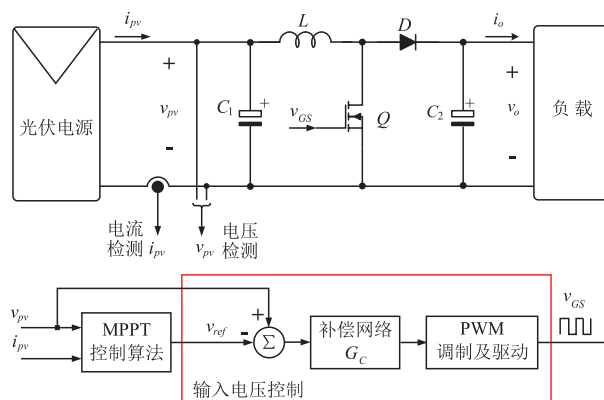 i_pv
L
D
i_o
+
+
光伏电源
v_pv
C_1
+
v_GS
Q
C_2
+
v_o
负载
-
-
电流
检测
i_pv
v_pv
电压
检测
v_pv
i_pv
MPPT
控制算法
v_ref
+
-
Σ
补偿网络
G_C
PWM
调制及驱动
v_GS
输入电压控制